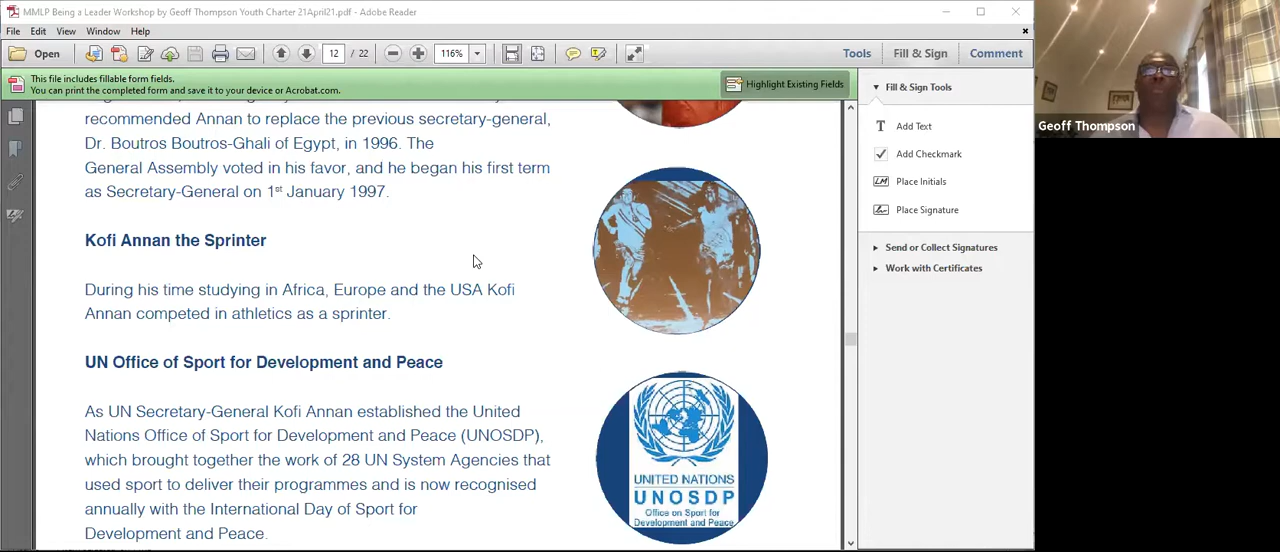 MMLP Being a Leader Workshop by Geoff Thompson Youth Charter 21April21.pdf - Adobe Reader
File Edit View Window Help
Open 12 / 22 116% Tools Fill & Sign Comment
This file includes fillable form fields.
You can print the completed form and save it to your device or Acrobat.com.
Highlight Existing Fields
Fill & Sign Tools
T Add Text
Add Checkmark
LM Place Initials
Place Signature
Send or Collect Signatures
Work with Certificates
Geoff Thompson
recommended Annan to replace the previous secretary-general,
Dr. Boutros Boutros-Ghali of Egypt, in 1996. The
General Assembly voted in his favor, and he began his first term
as Secretary-General on 1st January 1997.
Kofi Annan the Sprinter
During his time studying in Africa, Europe and the USA Kofi
Annan competed in athletics as a sprinter.
UN Office of Sport for Development and Peace
As UN Secretary-General Kofi Annan established the United
Nations Office of Sport for Development and Peace (UNOSDP),
which brought together the work of 28 UN System Agencies that
used sport to deliver their programmes and is now recognised
annually with the International Day of Sport for
Development and Peace.
UNITED NATIONS
UNOSDP
Office on Sport for
Development and Peace